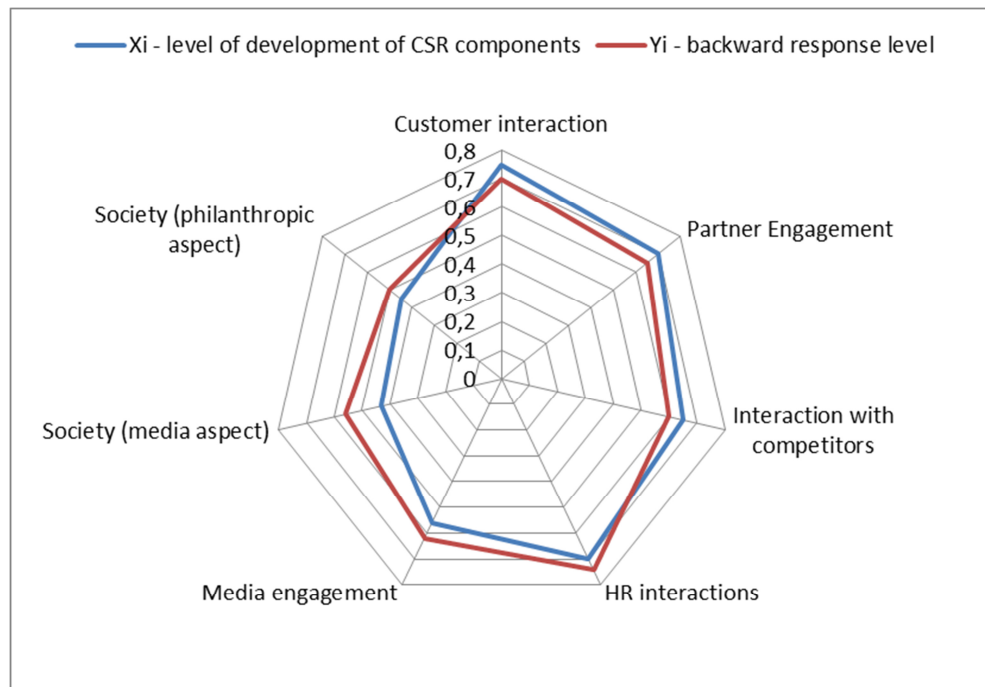 Xi - level of development of CSR components
Yi - backward response level
Customer interaction
0,8
0,7
0,6
0,5
0,4
0,3
0,2
0,1
0
Partner Engagement
Interaction with
competitors
HR interactions
Media engagement
Society (media aspect)
Society (philanthropic
aspect)